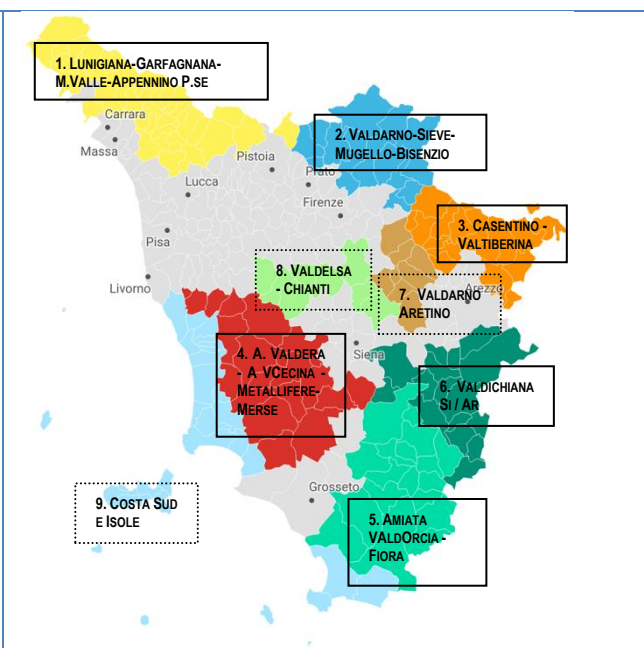 1. LUNIGIANA-GARFAGNANA-
M.VALLE-APPENNINO P.SE
Carrara
Massa
2. VALDARNO-SIEVE-
MUGELLO-BISENZIO
Pistoia
Prato
Lucca
Firenze
3. CASENTINO -
VALTIBERINA
Pisa
8. VALDELSA
- CHIANTI
Livorno
7. VALDARNO
ARETINO
Arezzo
Siena
4. A. VALDERA
- A VCECINA -
METALLIFERE-
MERSE
6. VALDICHIANA
SI / AR
9. COSTA SUD
E ISOLE
Grosseto
5. AMIATA
VALDORCIA -
FIORA